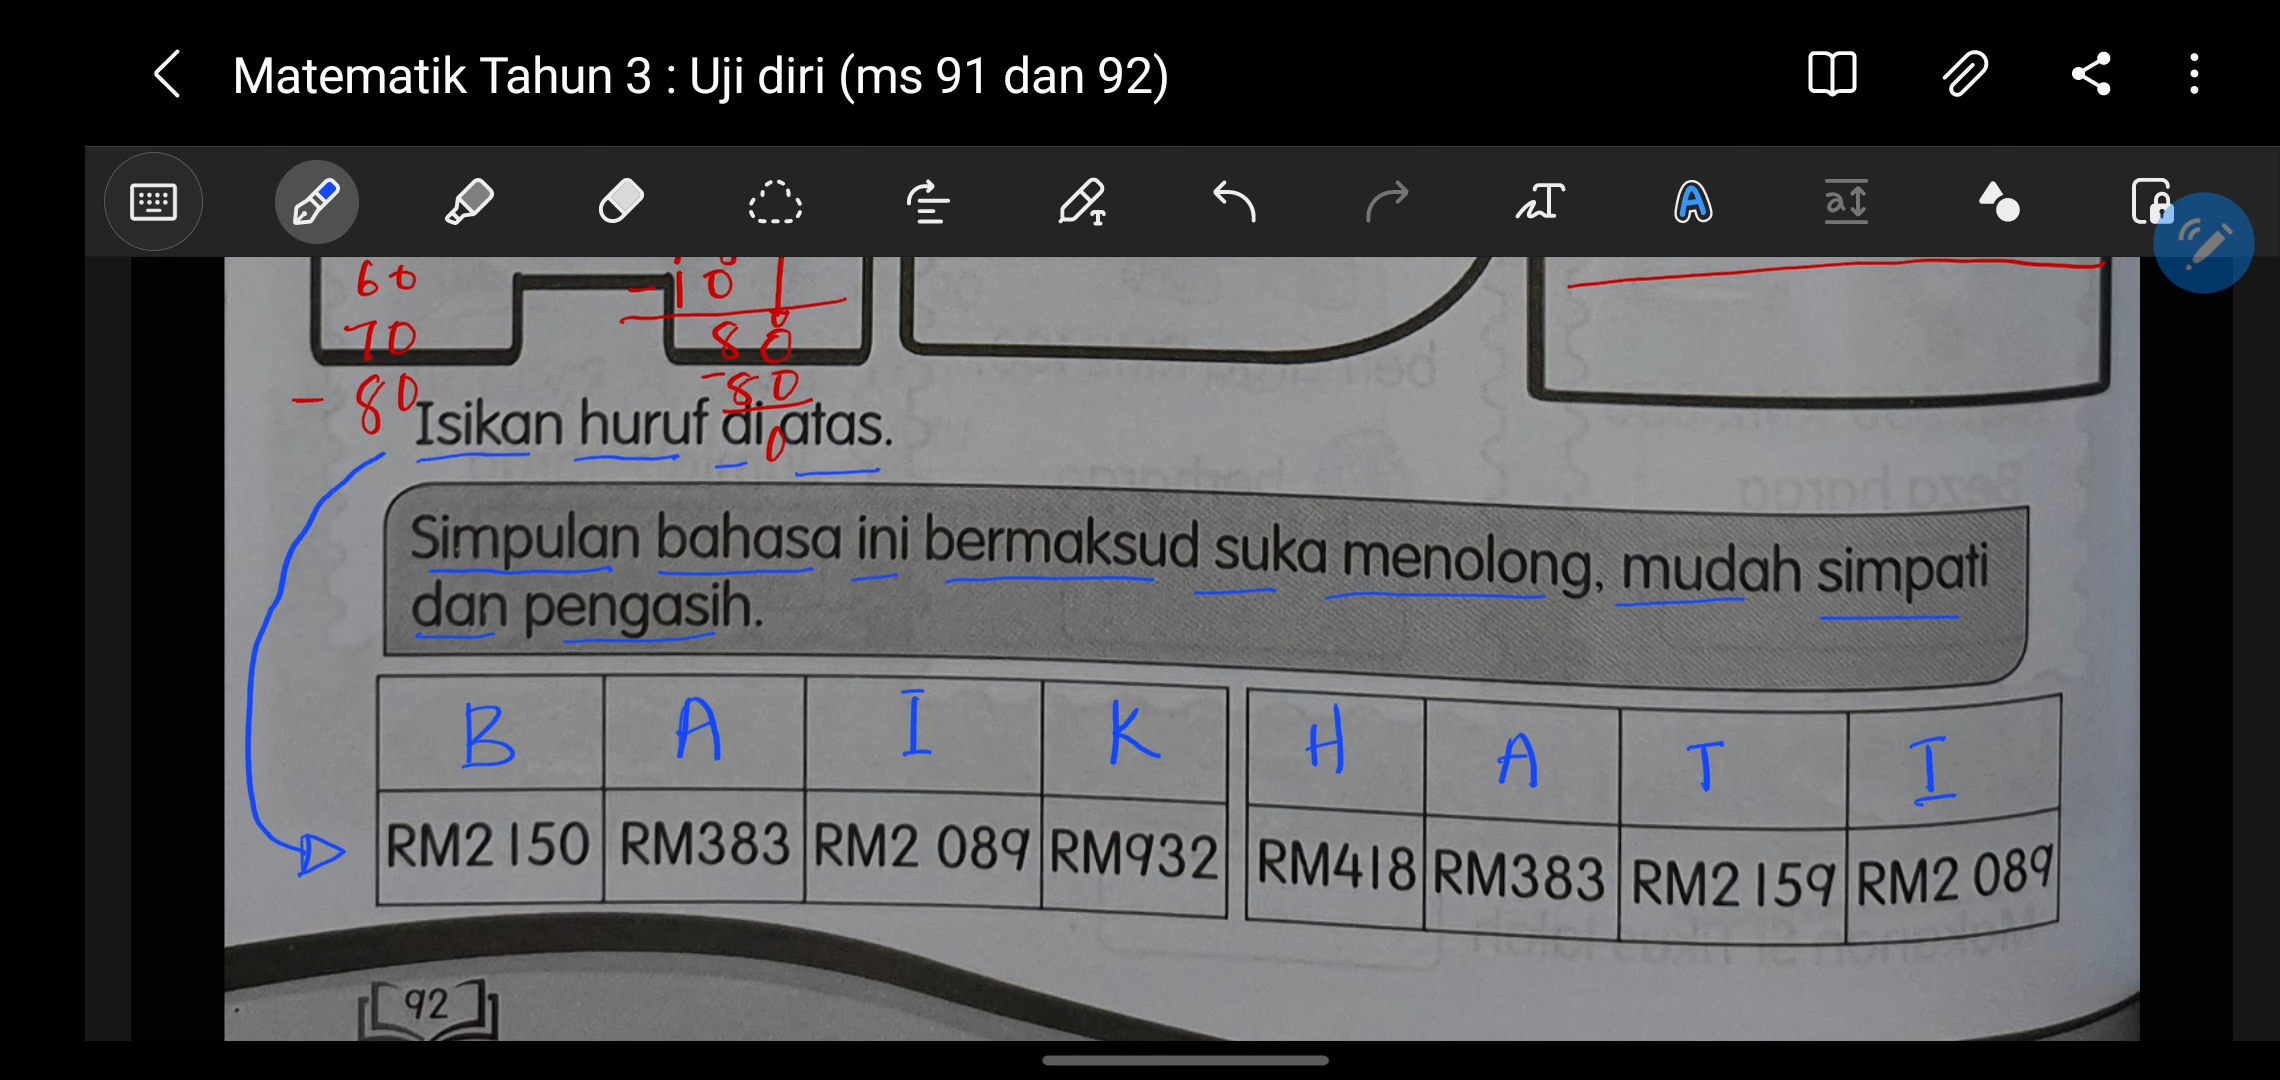 Matematik Tahun 3 : Uji diri (ms 91 dan 92)
60
-10
70
80
- 80
-80
0
Isikan huruf di atas.
Simpulan bahasa ini bermaksud suka menolong, mudah simpati
dan pengasih.
B A I K H A T I
RM2 150 RM383 RM2 089 RM932 RM418 RM383 RM2 159 RM2 089
92